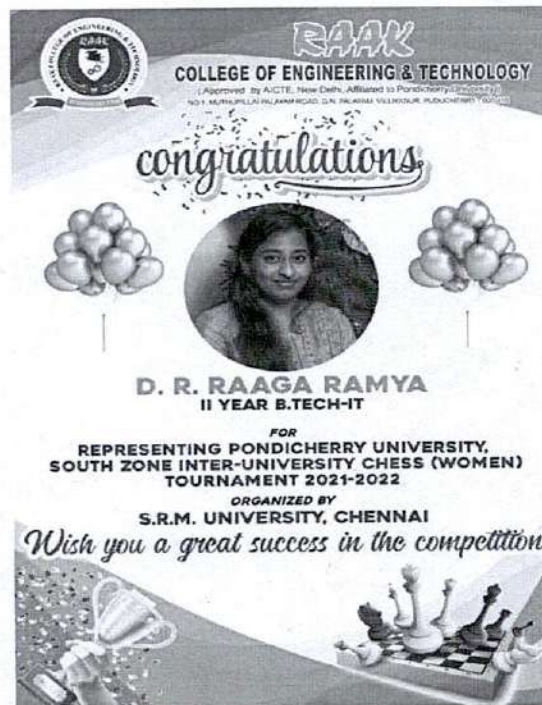 RAAK
COLLEGE OF ENGINEERING & TECHNOLOGY
(Approved by AICTE, New Delhi, Affiliated to Pondicherry University)
congratulations
D. R. RAAGA RAMYA
II YEAR B.TECH-IT
FOR
REPRESENTING PONDICHERRY UNIVERSITY,
SOUTH ZONE INTER-UNIVERSITY CHESS (WOMEN)
TOURNAMENT 2021-2022
ORGANIZED BY
S.R.M. UNIVERSITY, CHENNAI
Wish you a great success in the competition